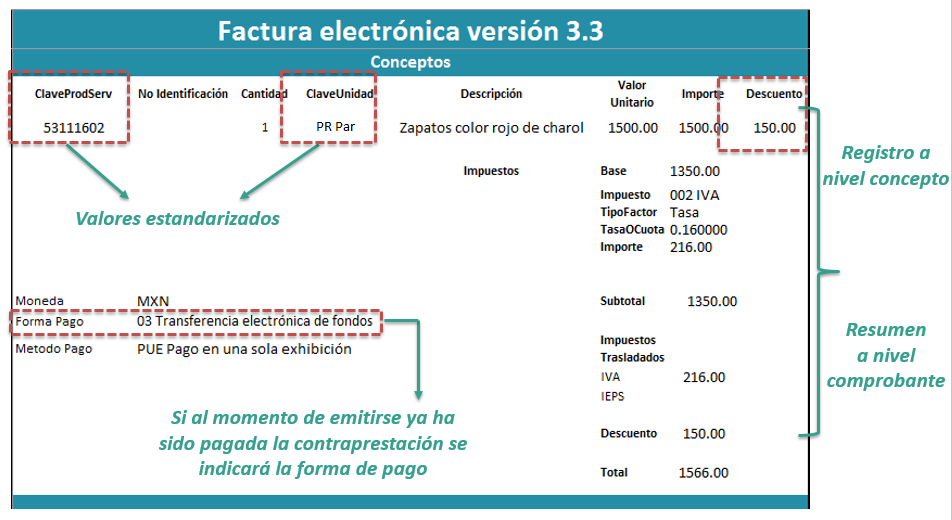 Factura electrónica versión 3.3
Conceptos
ClaveProdServ No Identificación Cantidad ClaveUnidad Descripción Valor Unitario Importe Descuento
53111602 1 PR Par Zapatos color rojo de charol 1500.00 1500.00 150.00
Registro a
nivel concepto
Impuestos Base 1350.00
Impuesto 002 IVA
TipoFactor Tasa
TasaOCuota 0.160000
Importe 216.00
Valores estandarizados
Moneda MXN Subtotal 1350.00
Forma Pago 03 Transferencia electrónica de fondos
Metodo Pago PUE Pago en una sola exhibición
Impuestos
Trasladados
IVA 216.00
IEPS
Resumen
a nivel
comprobante
Si al momento de emitirse ya ha
sido pagada la contraprestación se
indicará la forma de pago
Descuento 150.00
Total 1566.00